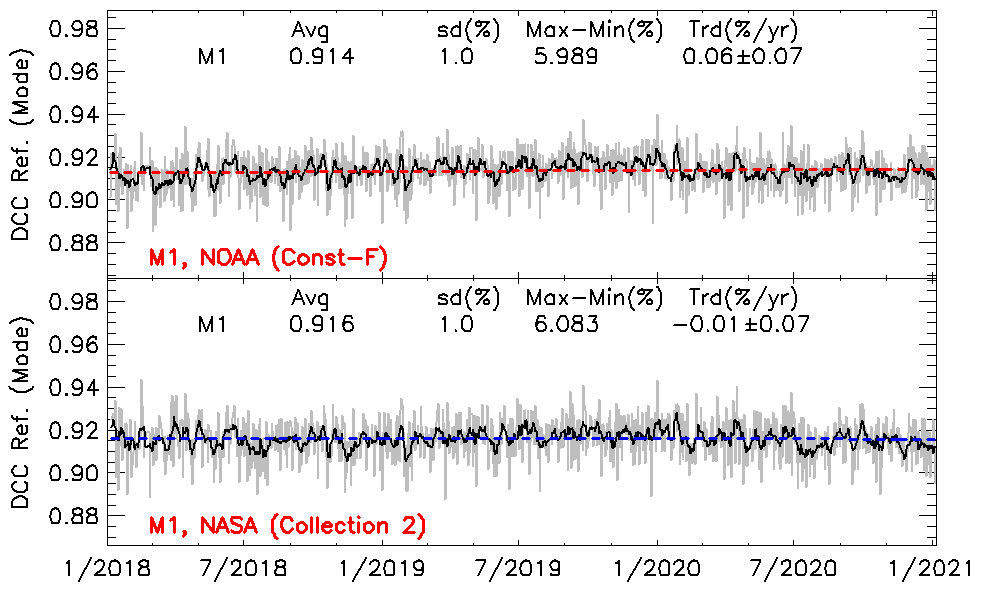 Avg sd(%) Max-Min(%) Trd(%/yr)
M1 0.914 1.0 5.989 0.06±0.07
0.98
0.96
0.94
0.92
0.90
0.88
DCC Ref. (Mode)
M1, NOAA (Const-F)
Avg sd(%) Max-Min(%) Trd(%/yr)
M1 0.916 1.0 6.083 -0.01±0.07
0.98
0.96
0.94
0.92
0.90
0.88
DCC Ref. (Mode)
M1, NASA (Collection 2)
1/2018 7/2018 1/2019 7/2019 1/2020 7/2020 1/2021